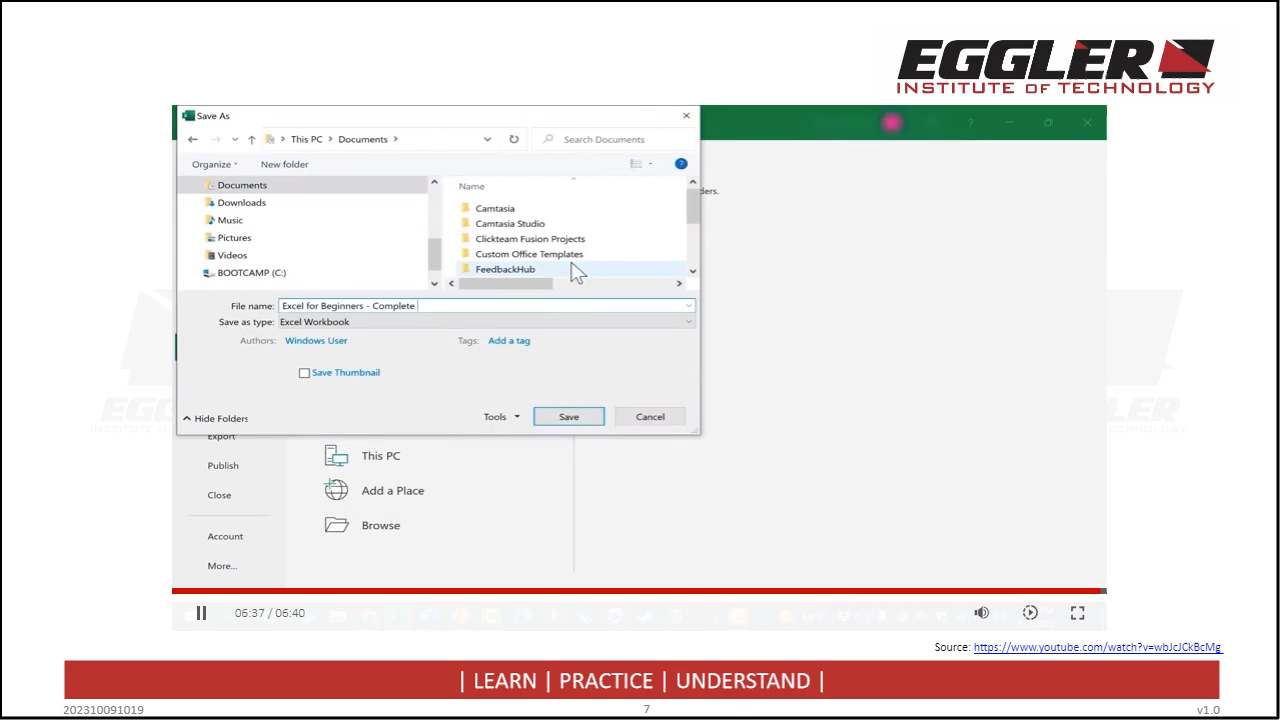 EGGLER
INSTITUTE OF TECHNOLOGY
Save As
This PC > Documents >
Search Documents
Organize
New folder
ders.
Documents
Downloads
Music
Pictures
Videos
BOOTCAMP (C:)
Name
Camtasia
Camtasia Studio
Clickteam Fusion Projects
Custom Office Templates
FeedbackHub
File name: Excel for Beginners - Complete
Save as type: Excel Workbook
Authors: Windows User
Tags: Add a tag
Save Thumbnail
Hide Folders
Tools
Save
Cancel
Export
Publish
Close
Account
More...
This PC
Add a Place
Browse
06:37 / 06:40
Source: https://www.youtube.com/watch?v=wbJcJCkBcMg
| LEARN | PRACTICE | UNDERSTAND |
202310091019
7
v1.0